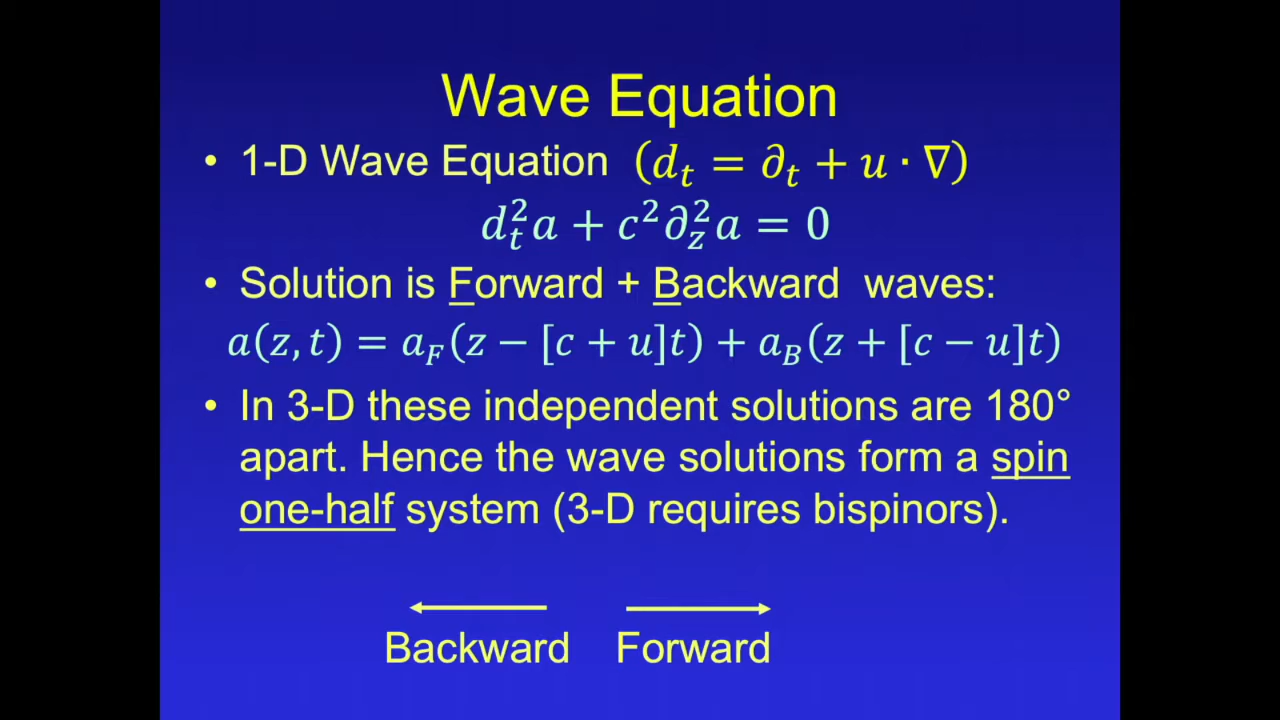 Wave Equation
• 1-D Wave Equation (d_t = ∂_t + u · ∇)
d_t^2 a + c^2 ∂_z^2 a = 0
• Solution is Forward + Backward waves:
a(z, t) = a_F(z − [c + u]t) + a_B(z + [c − u]t)
• In 3-D these independent solutions are 180°
apart. Hence the wave solutions form a spin
one-half system (3-D requires bispinors).
Backward Forward